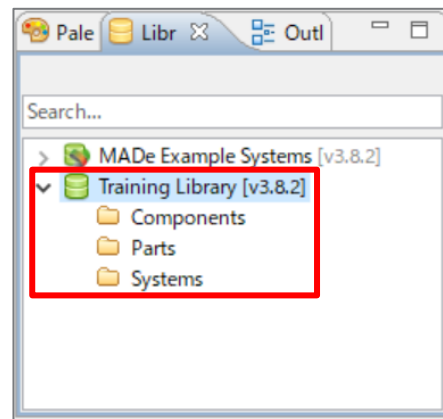 Pale Libr Outl
Search...
MADe Example Systems [v3.8.2]
Training Library [v3.8.2]
Components
Parts
Systems